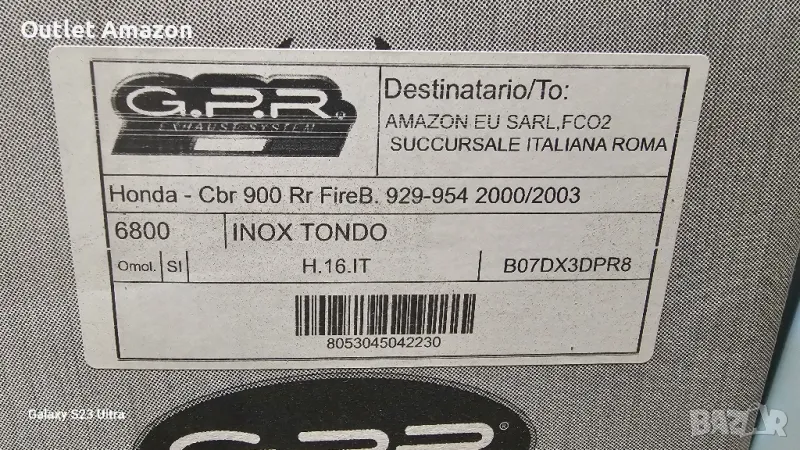 Outlet Amazon
G.P.R.®
EXHAUST SYSTEM
Destinatario/To:
AMAZON EU SARL,FCO2
SUCCURSALE ITALIANA ROMA
Honda - Cbr 900 Rr FireB. 929-954 2000/2003
6800 INOX TONDO
Omol. SI H.16.IT B07DX3DPR8
8053045042230
Galaxy S23 Ultra
G.P.R.®
BAZAR